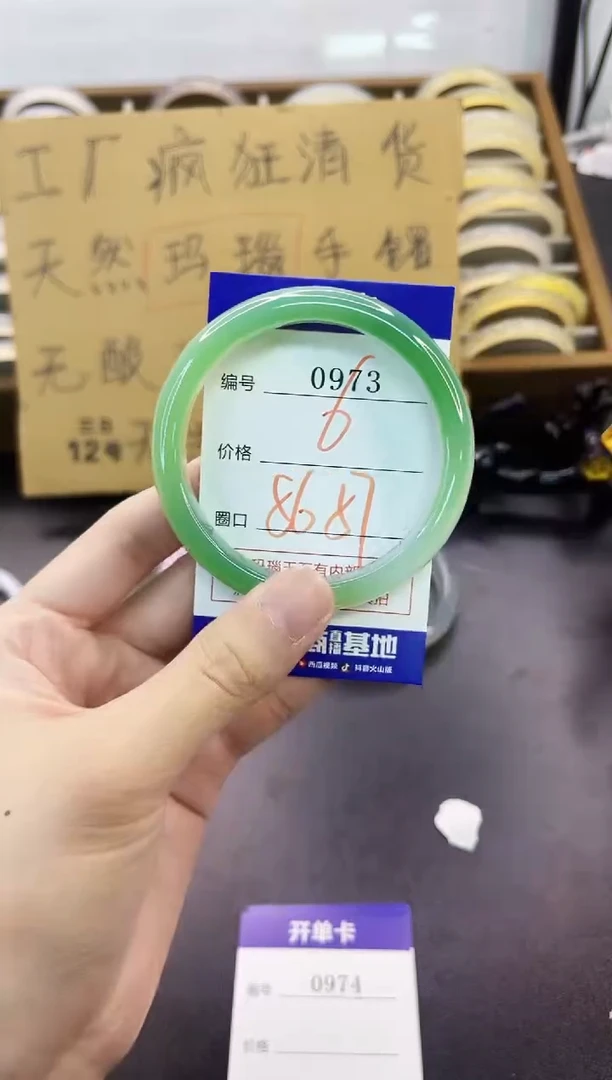 工厂疯狂清货
天然玛瑙手镯
无酸
12号
编号 0973
价格 6
圈口 86 87
直播基地
西瓜视频 抖音火山版
开单卡
编号 0974
价格